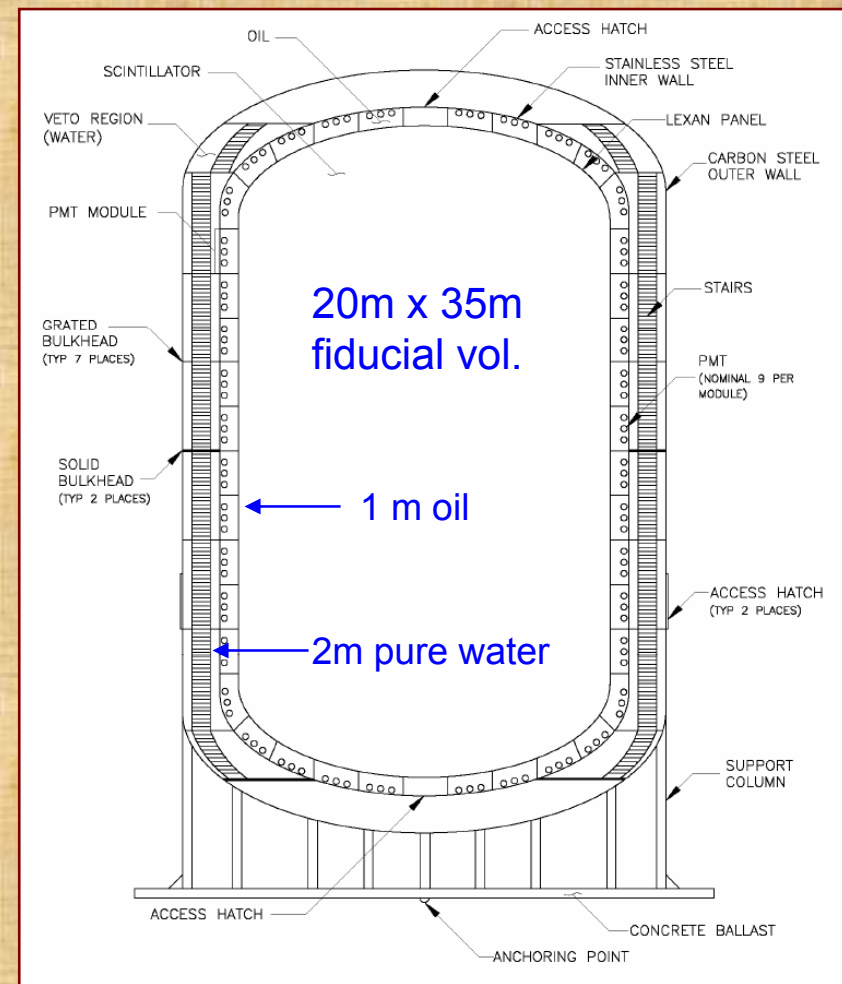 OIL
ACCESS HATCH
SCINTILLATOR
STAINLESS STEEL
INNER WALL
VETO REGION
(WATER)
LEXAN PANEL
CARBON STEEL
OUTER WALL
PMT MODULE
20m x 35m
fiducial vol.
STAIRS
GRATED
BULKHEAD
(TYP 7 PLACES)
PMT
(NOMINAL 9 PER
MODULE)
SOLID
BULKHEAD
(TYP 2 PLACES)
1 m oil
ACCESS HATCH
(TYP 2 PLACES)
2m pure water
SUPPORT
COLUMN
ACCESS HATCH
CONCRETE BALLAST
ANCHORING POINT